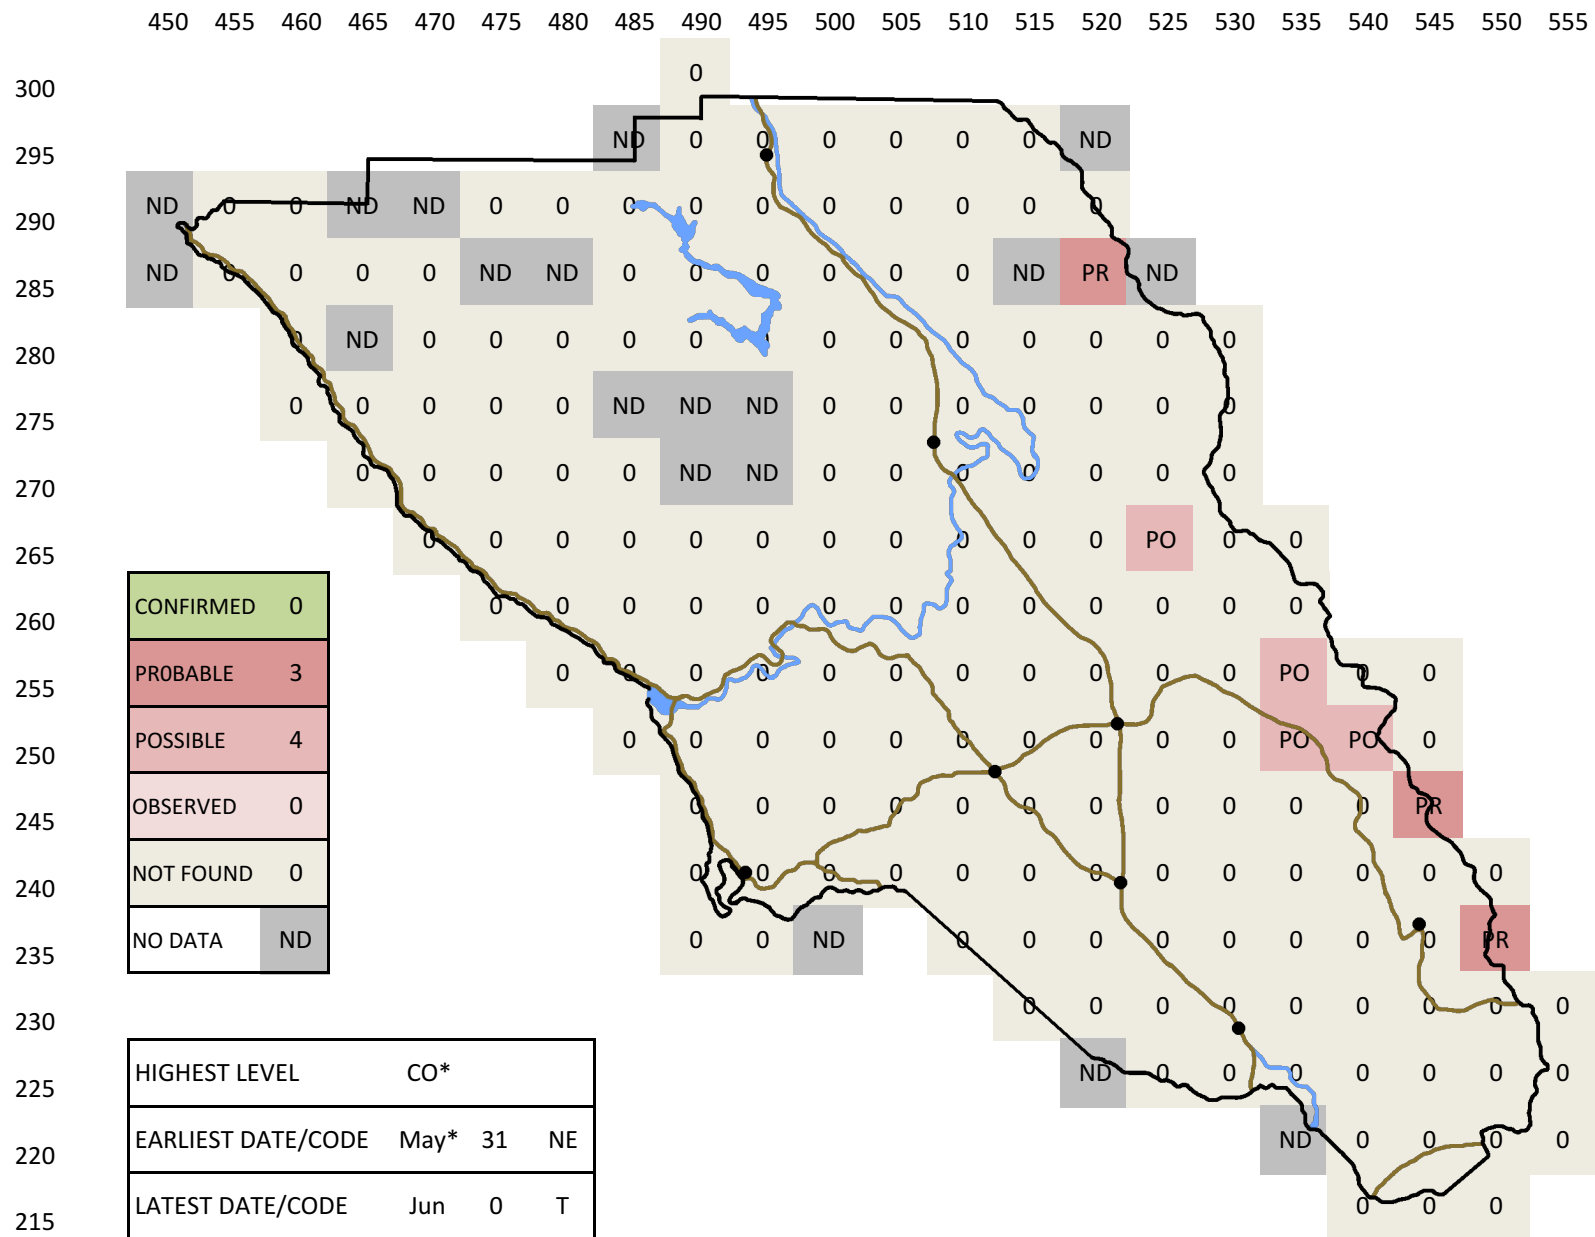 450 455 460 465 470 475 480 485 490 495 500 505 510 515 520 525 530 535 540 545 550 555
300 0
295 ND 0 0 0 0 0 0 ND
290 ND 0 0 ND ND 0 0 0 0 0 0 0 0 0 0
285 ND 0 0 0 0 ND ND 0 0 0 0 0 0 ND PR ND
280 0 ND 0 0 0 0 0 0 0 0 0 0 0 0 0
275 0 0 0 0 0 ND ND ND 0 0 0 0 0 0 0
270 0 0 0 0 0 ND ND 0 0 0 0 0 0 0
265 0 0 0 0 0 0 0 0 0 0 0 PO 0 0
260 CONFIRMED 0 0 0 0 0 0 0 0 0 0 0 0 0 0
255 PR0BABLE 3 0 0 0 0 0 0 0 0 0 0 0 PO 0 0
250 POSSIBLE 4 0 0 0 0 0 0 0 0 0 0 PO PO 0
245 OBSERVED 0 0 0 0 0 0 0 0 0 0 0 0 PR
240 NOT FOUND 0 0 0 0 0 0 0 0 0 0 0 0 0 0
235 NO DATA ND 0 0 ND 0 0 0 0 0 0 0 0 PR
230 0 0 0 0 0 0 0 0 0
225 HIGHEST LEVEL CO* ND 0 0 0 0 0 0 0
220 EARLIEST DATE/CODE May* 31 NE ND 0 0 0 0
215 LATEST DATE/CODE Jun 0 T 0 0 0